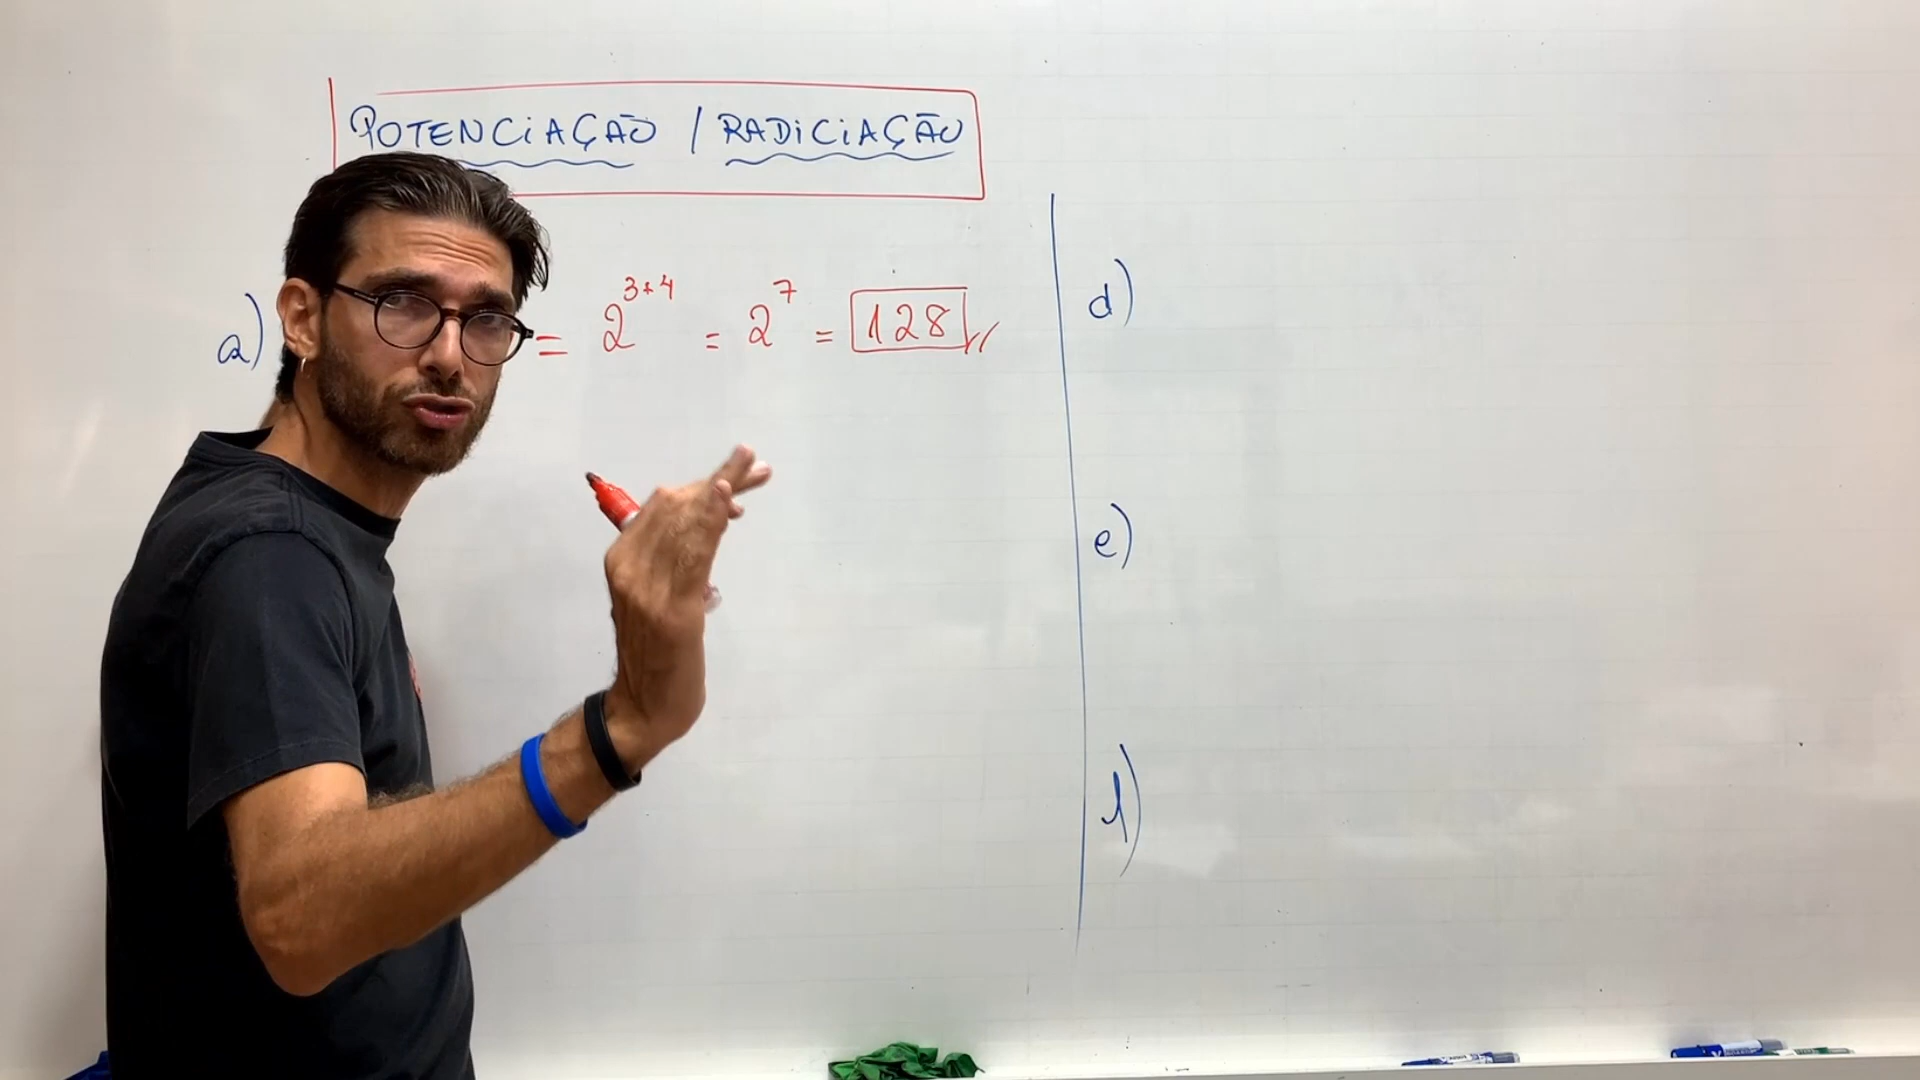 POTENCIAÇÃO / RADICIAÇÃO
a) = 2^{3+4} = 2^7 = 128
d)
e)
f)